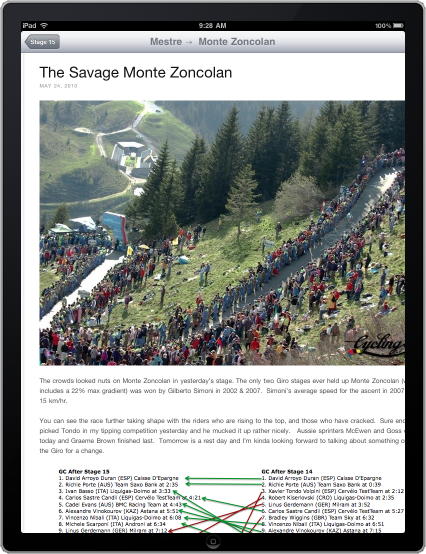 iPad
9:28 AM
100%
Stage 15
Mestre → Monte Zoncolan
The Savage Monte Zoncolan
MAY 24, 2010
Cycling
The crowds looked nuts on Monte Zoncolan in yesterday's stage. The only two Giro stages ever held up Monte Zoncolan (w
includes a 22% max gradient) was won by Gilberto Simoni in 2002 & 2007. Simoni's average speed for the ascent in 2007
15 km/hr.
You can see the race further taking shape with the riders who are rising to the top, and those who have cracked. Sure eno
picked Tondo in my tipping competition yesterday and he mucked it up rather nicely. Aussie sprinters McEwen and Goss
today and Graeme Brown finished last. Tomorrow is a rest day and I'm kinda looking forward to talking about something o
the Giro for a change.
GC After Stage 15
1. David Arroyo Duran (ESP) Caisse D'Epargne
2. Richie Porte (AUS) Team Saxo Bank at 2:35
3. Ivan Basso (ITA) Liquigas-Doimo at 3:33
4. Carlos Sastre Candil (ESP) Cervélo TestTeam at 4:21
5. Cadel Evans (AUS) BMC Racing Team at 4:43
6. Alexandre Vinokourov (KAZ) Astana at 5:51
7. Vincenzo Nibali (ITA) Liquigas-Doimo at 6:08
8. Michele Scarponi (ITA) Androni at 6:34
9. Linus Gerdemann (GER) Milram at 7:12
GC After Stage 14
1. David Arroyo Duran (ESP) Caisse D'Epargne
2. Richie Porte (AUS) Team Saxo Bank at 0:39
3. Xavier Tondo Volpini (ESP) Cervélo TestTeam at 2:12
4. Robert Kiserlovski (CRO) Liquigas-Doimo at 2:35
5. Linus Gerdemann (GER) Milram at 3:52
6. Carlos Sastre Candil (ESP) Cervélo TestTeam at 5:27
7. Bradley Wiggins (GBR) Team Sky at 6:32
8. Vincenzo Nibali (ITA) Liquigas-Doimo at 6:51
9. Alexandre Vinokourov (KAZ) Astana at 7:15